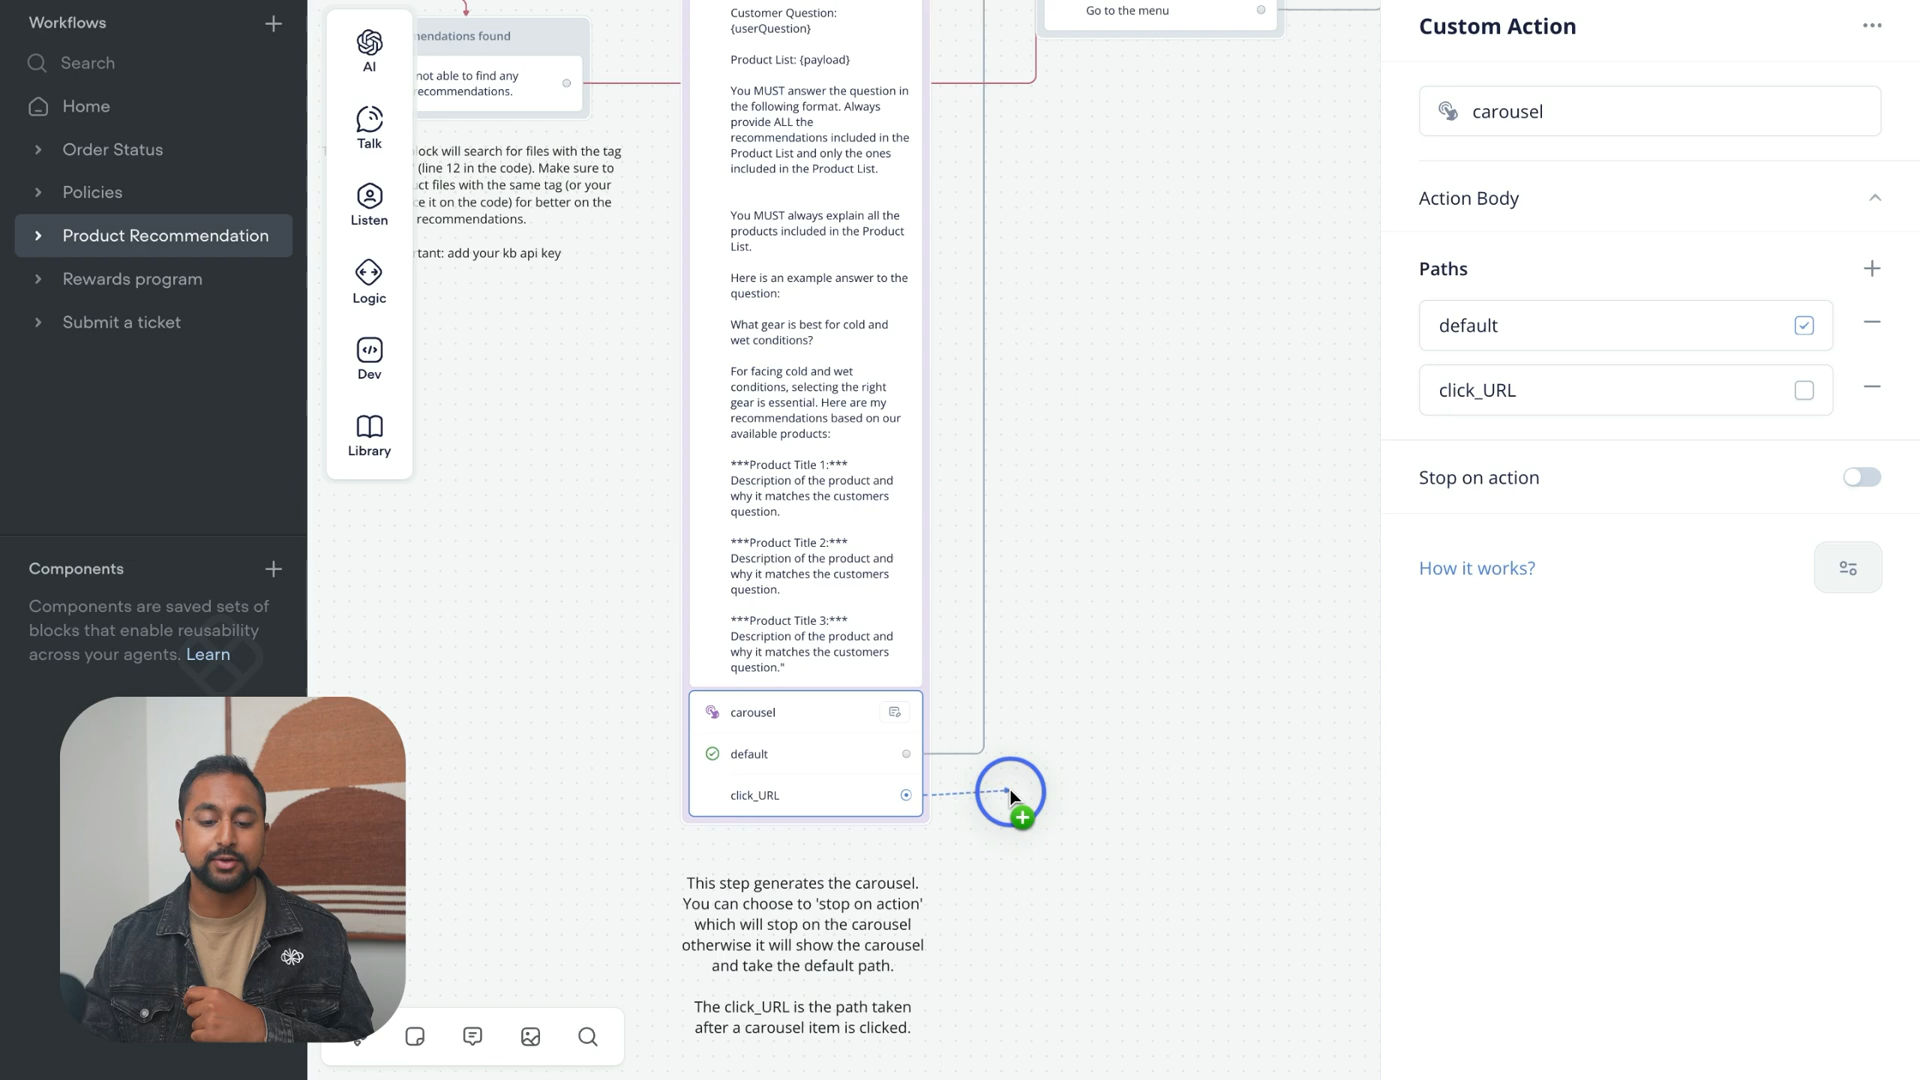 Workflows
Search
Home
Order Status
Policies
Product Recommendation
Rewards program
Submit a ticket
Components
Components are saved sets of
blocks that enable reusability
across your agents. Learn
AI
Talk
Listen
Logic
Dev
Library
mendations found
not able to find any
ecommendations.
lock will search for files with the tag
' (line 12 in the code). Make sure to
ct files with the same tag (or your
ce it on the code) for better on the
recommendations.
rtant: add your kb api key
Customer Question:
{userQuestion}
Product List: {payload}
You MUST answer the question in
the following format. Always
provide ALL the
recommendations included in the
Product List and only the ones
included in the Product List.
You MUST always explain all the
products included in the Product
List.
Here is an example answer to the
question:
What gear is best for cold and
wet conditions?
For facing cold and wet
conditions, selecting the right
gear is essential. Here are my
recommendations based on our
available products:
***Product Title 1:***
Description of the product and
why it matches the customers
question.
***Product Title 2:***
Description of the product and
why it matches the customers
question.
***Product Title 3:***
Description of the product and
why it matches the customers
question."
carousel
default
click_URL
This step generates the carousel.
You can choose to 'stop on action'
which will stop on the carousel
otherwise it will show the carousel
and take the default path.
The click_URL is the path taken
after a carousel item is clicked.
Go to the menu
Custom Action
carousel
Action Body
Paths
default
click_URL
Stop on action
How it works?